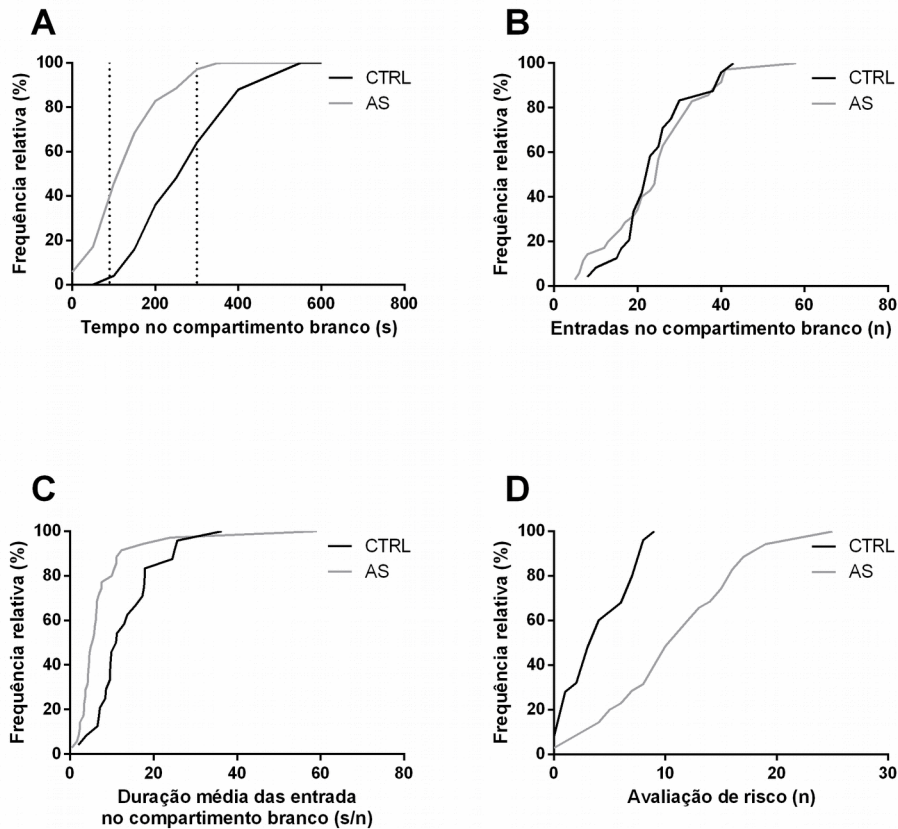 A
Frequência relativa (%)
100
80
60
40
20
0
0 200 400 600 800
Tempo no compartimento branco (s)
CTRL
AS
B
Frequência relativa (%)
100
80
60
40
20
0
0 20 40 60 80
Entradas no compartimento branco (n)
CTRL
AS
C
Frequência relativa (%)
100
80
60
40
20
0
0 20 40 60 80
Duração média das entrada
no compartimento branco (s/n)
CTRL
AS
D
Frequência relativa (%)
100
80
60
40
20
0
0 10 20 30
Avaliação de risco (n)
CTRL
AS